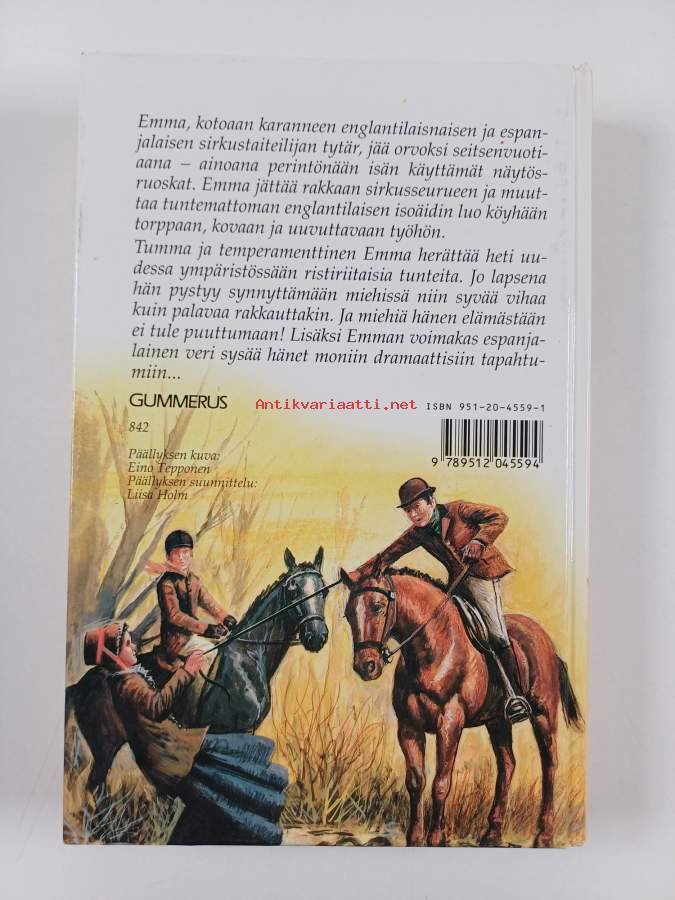 Emma, kotoaan karanneen englantilaisnaisen ja espan-
jalaisen sirkustaiteilijan tytär, jää orvoksi seitsenvuoti-
aana – ainoana perintönään isän käyttämät näytös-
ruoskat. Emma jättää rakkaan sirkusseurueen ja muut-
taa tuntemattoman englantilaisen isoäidin luo köyhään
torppaan, kovaan ja uuvuttavaan työhön.
Tumma ja temperamenttinen Emma herättää heti uu-
dessa ympäristössään ristiriitaisia tunteita. Jo lapsena
hän pystyy synnyttämään miehissä niin syvää vihaa
kuin palavaa rakkauttakin. Ja miehiä hänen elämästään
ei tule puuttumaan! Lisäksi Emman voimakas espanja-
lainen veri sysää hänet moniin dramaattisiin tapahtu-
miin...
GUMMERUS
Antikvariaatti.net
ISBN 951-20-4559-1
842
9 789512 045594
Päällyksen kuva:
Eino Tepponen
Päällyksen suunnittelu:
Liisa Holm